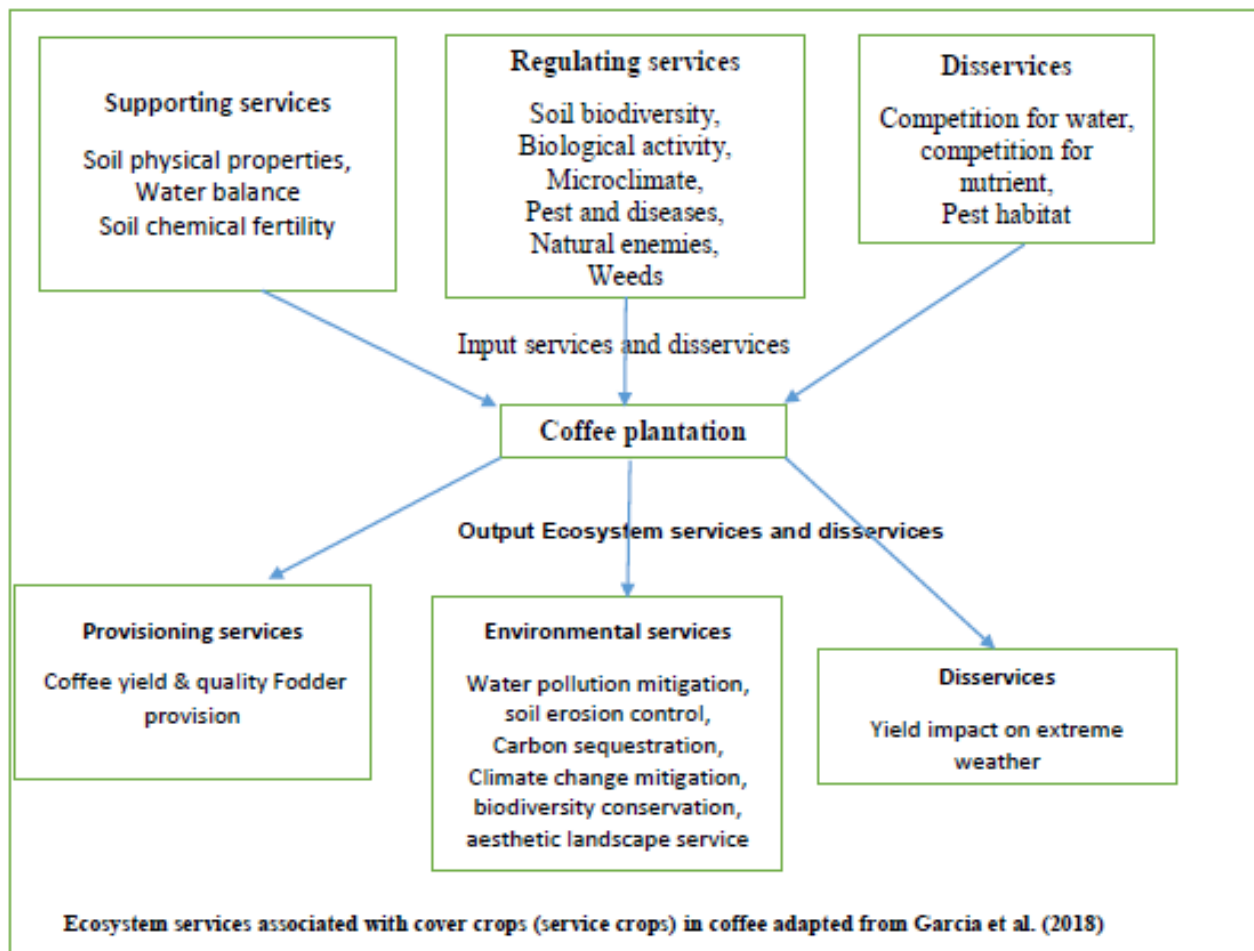 Supporting services
Soil physical properties,
Water balance
Soil chemical fertility
Regulating services
Soil biodiversity,
Biological activity,
Microclimate,
Pest and diseases,
Natural enemies,
Weeds
Disservices
Competition for water,
competition for
nutrient,
Pest habitat
Input services and disservices
Coffee plantation
Output Ecosystem services and disservices
Provisioning services
Coffee yield & quality Fodder
provision
Environmental services
Water pollution mitigation,
soil erosion control,
Carbon sequestration,
Climate change mitigation,
biodiversity conservation,
aesthetic landscape service
Disservices
Yield impact on extreme
weather
Ecosystem services associated with cover crops (service crops) in coffee adapted from Garcia et al. (2018)